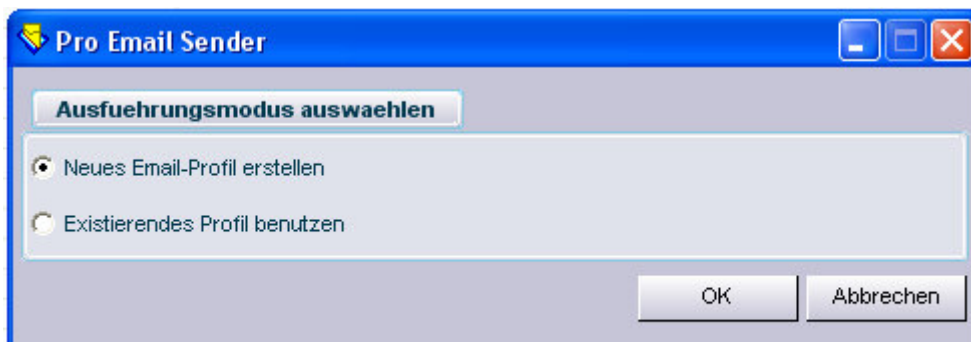 Pro Email Sender
Ausfuehrungsmodus auswaehlen
Neues Email-Profil erstellen
Existierendes Profil benutzen
OK Abbrechen